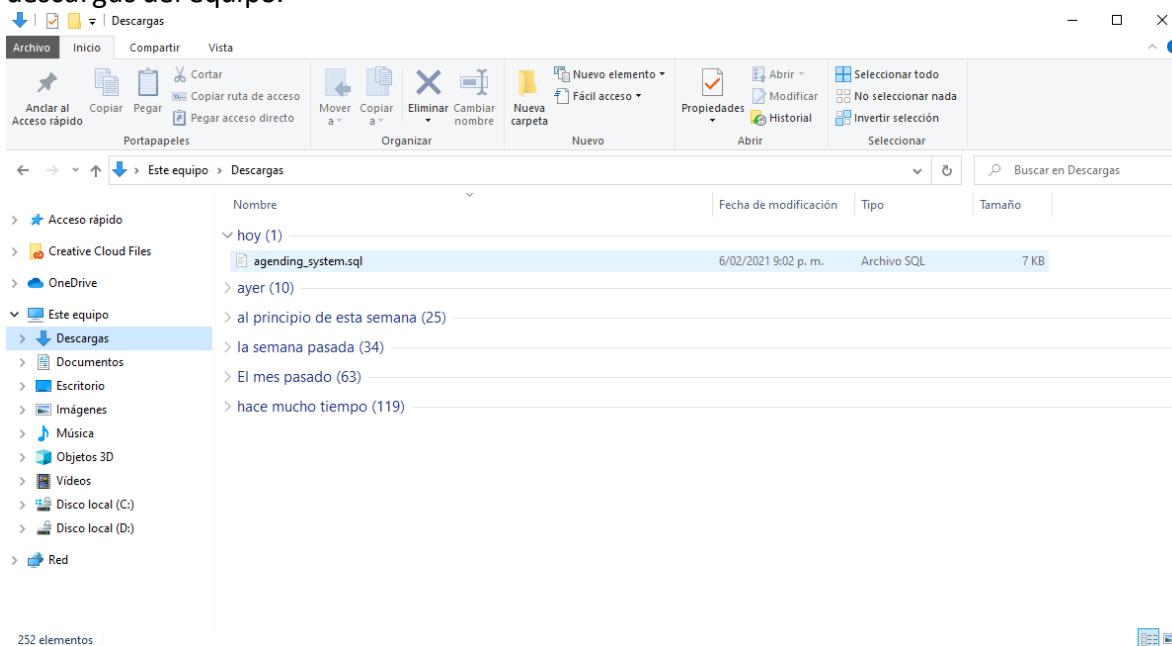 descargas del equipo.
Descargas
Archivo Inicio Compartir Vista
Anclar al Acceso rápido
Copiar
Pegar
Cortar
Copiar ruta de acceso
Pegar acceso directo
Portapapeles
Mover a
Copiar a
Eliminar
Cambiar nombre
Organizar
Nueva carpeta
Nuevo elemento
Fácil acceso
Nuevo
Propiedades
Abrir
Modificar
Historial
Abrir
Seleccionar todo
No seleccionar nada
Invertir selección
Seleccionar
Este equipo > Descargas
Buscar en Descargas
Acceso rápido
Creative Cloud Files
OneDrive
Este equipo
Descargas
Documentos
Escritorio
Imágenes
Música
Objetos 3D
Vídeos
Disco local (C:)
Disco local (D:)
Red
Nombre Fecha de modificación Tipo Tamaño
hoy (1)
agending_system.sql 6/02/2021 9:02 p. m. Archivo SQL 7 KB
ayer (10)
al principio de esta semana (25)
la semana pasada (34)
El mes pasado (63)
hace mucho tiempo (119)
252 elementos